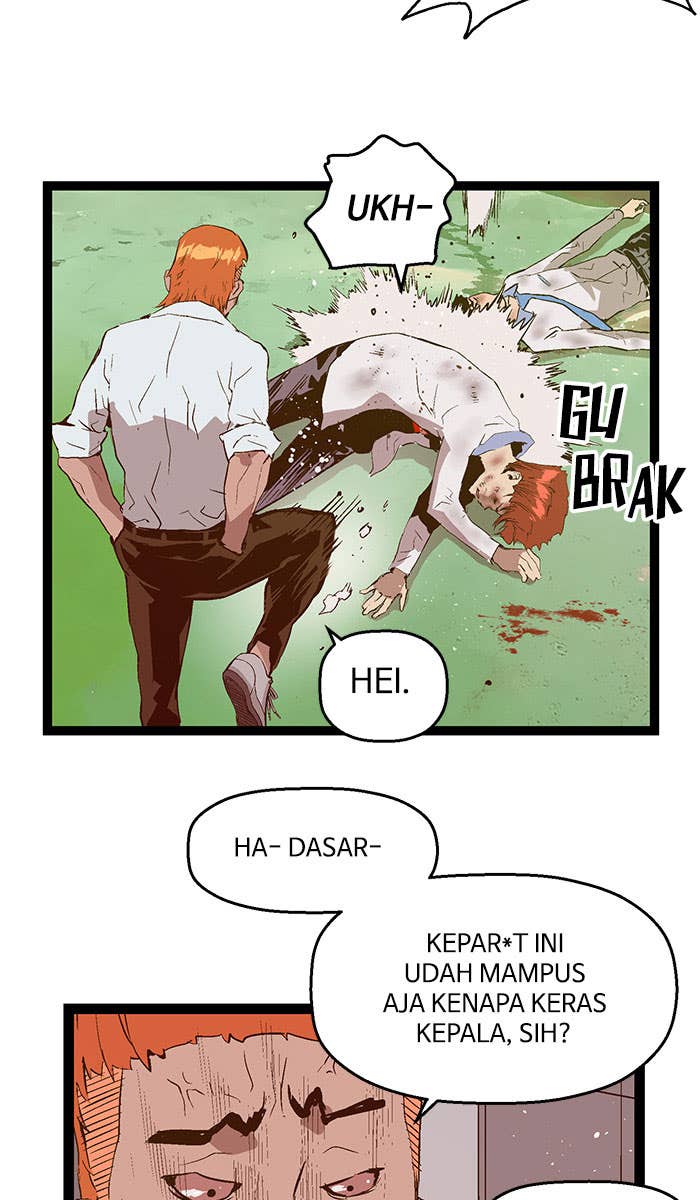 UKH-
GU
BRAK
HEI.
HA- DASAR-
KEPAR*T INI
UDAH MAMPUS
AJA KENAPA KERAS
KEPALA, SIH?